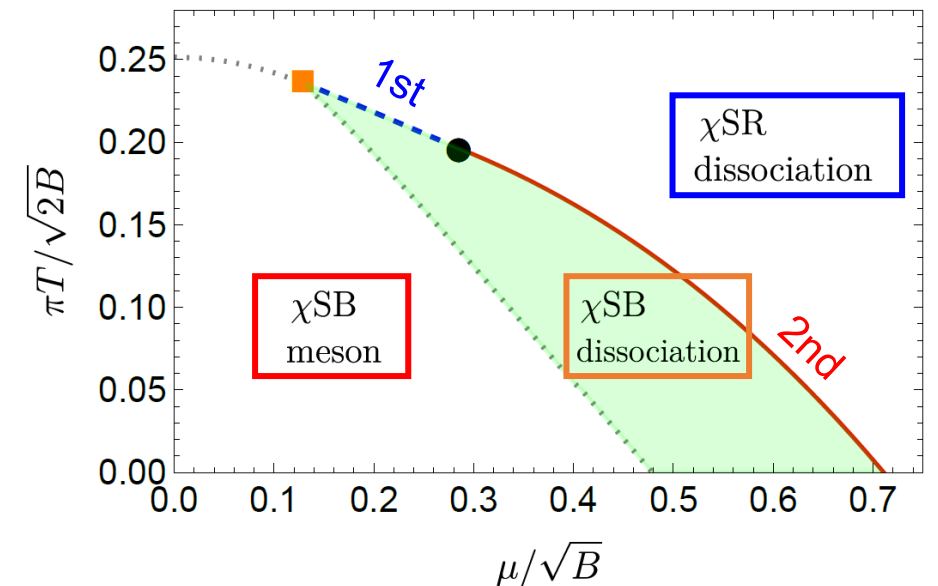 0.25
0.20
0.15
0.10
0.05
0.00
πT/√2B
1st
χSR
dissociation
χSB
meson
χSB
dissociation
2nd
0.0 0.1 0.2 0.3 0.4 0.5 0.6 0.7
μ/√B